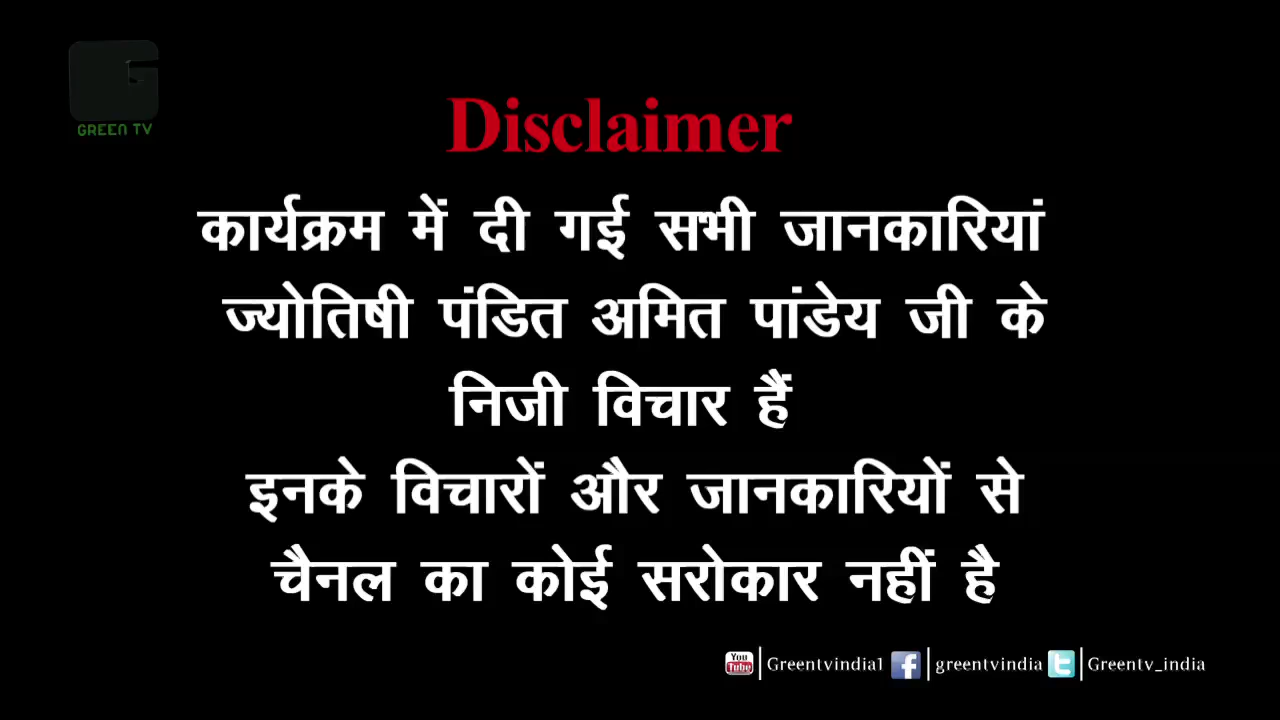 GREEN TV
Disclaimer
कार्यक्रम में दी गई सभी जानकारियां
ज्योतिषी पंडित अमित पांडेय जी के
निजी विचार हैं
इनके विचारों और जानकारियों से
चैनल का कोई सरोकार नहीं है
You Tube Greentvindia1 f greentvindia t Greentv_india